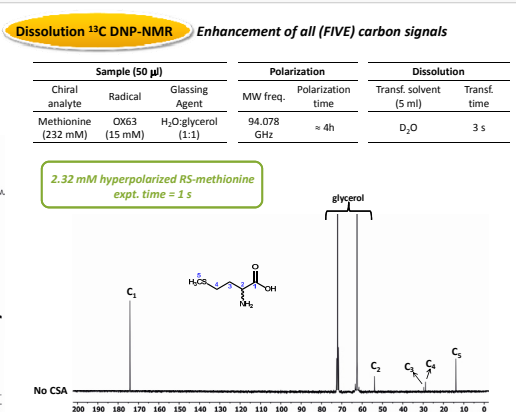 Dissolution ¹³C DNP-NMR
Enhancement of all (FIVE) carbon signals
Sample (50 µl)
Polarization
Dissolution
Chiral analyte
Radical
Glassing Agent
MW freq.
Polarization time
Transf. solvent (5 ml)
Transf. time
Methionine (232 mM)
OX63 (15 mM)
H₂O:glycerol (1:1)
94.078 GHz
≈ 4h
D₂O
3 s
2.32 mM hyperpolarized RS-methionine
expt. time = 1 s
glycerol
C₁
H₃CS
5
4
3
2
1
O
OH
NH₂
C₂
C₃
C₄
C₅
No CSA
200 190 180 170 160 150 140 130 120 110 100 90 80 70 60 50 40 30 20 10 0